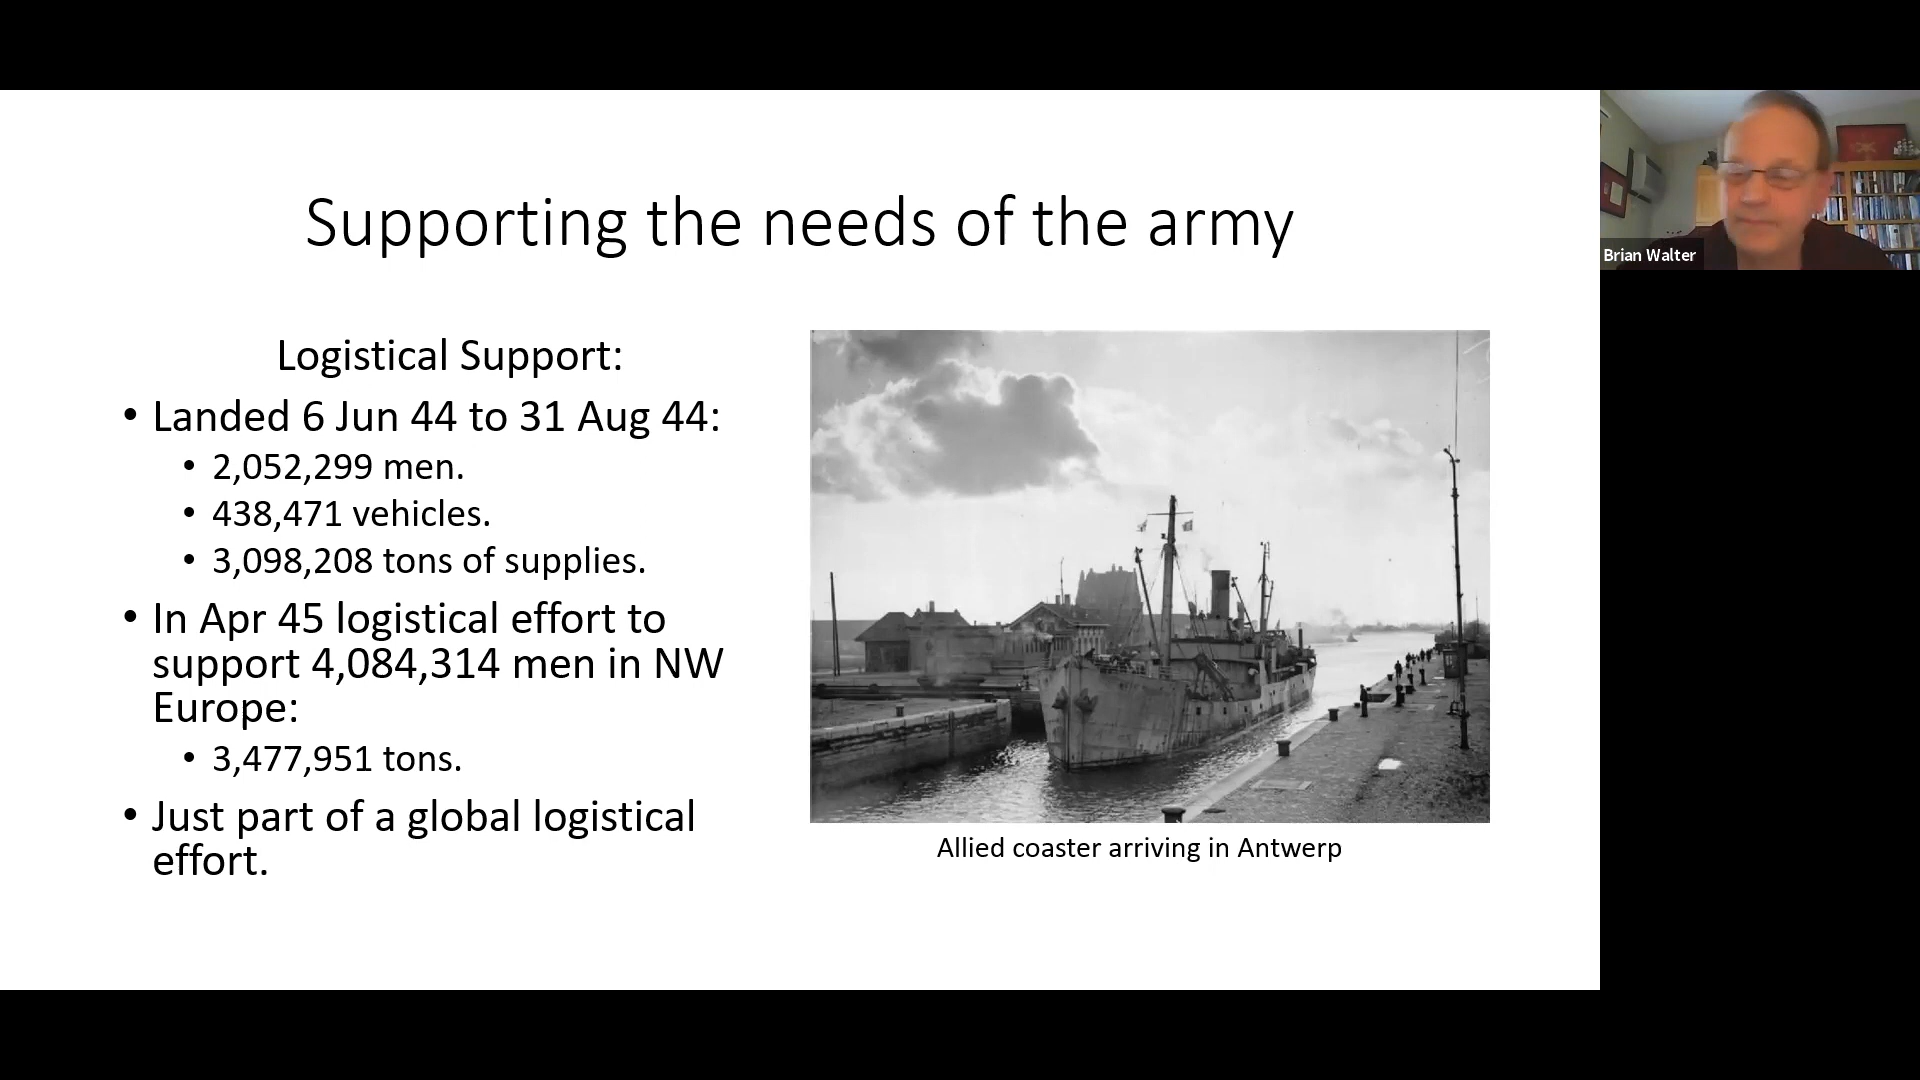 Supporting the needs of the army
Logistical Support:
• Landed 6 Jun 44 to 31 Aug 44:
• 2,052,299 men.
• 438,471 vehicles.
• 3,098,208 tons of supplies.
• In Apr 45 logistical effort to
support 4,084,314 men in NW
Europe:
• 3,477,951 tons.
• Just part of a global logistical
effort.
Allied coaster arriving in Antwerp
Brian Walter